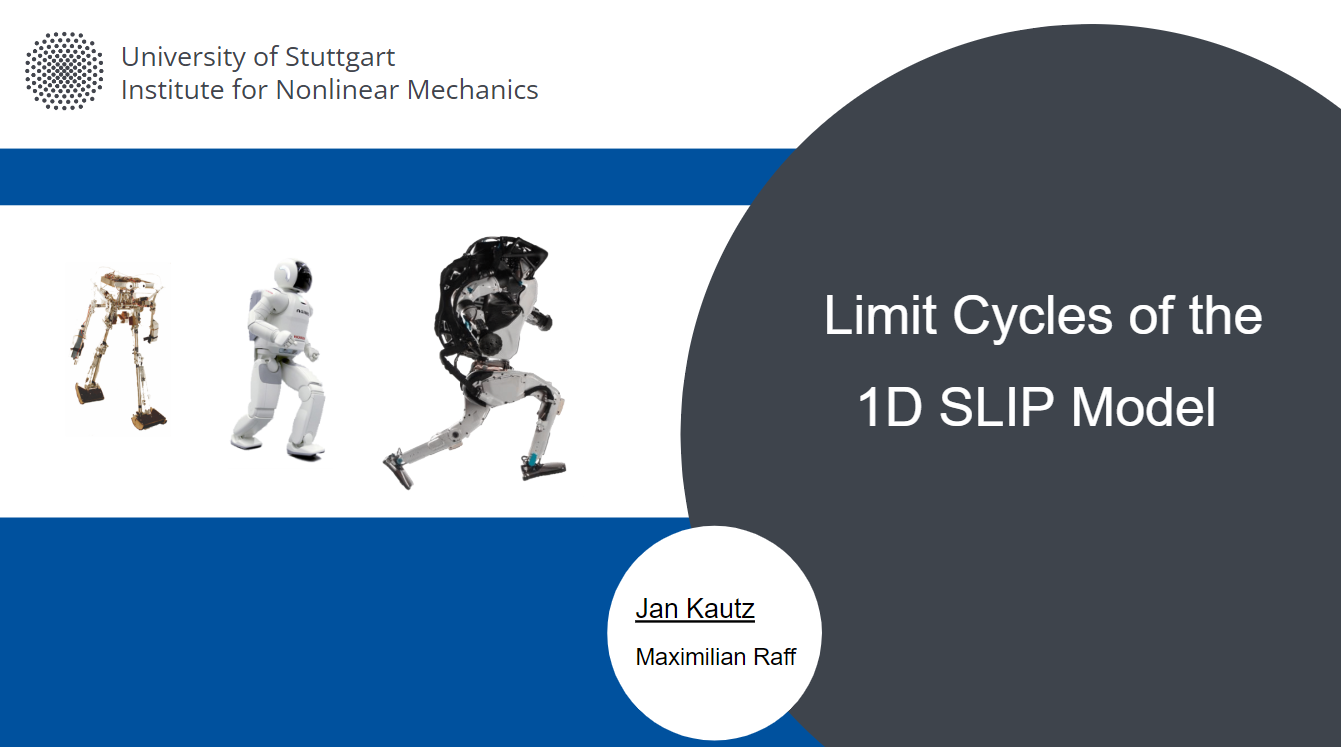 University of Stuttgart
Institute for Nonlinear Mechanics
Limit Cycles of the
1D SLIP Model
Jan Kautz
Maximilian Raff